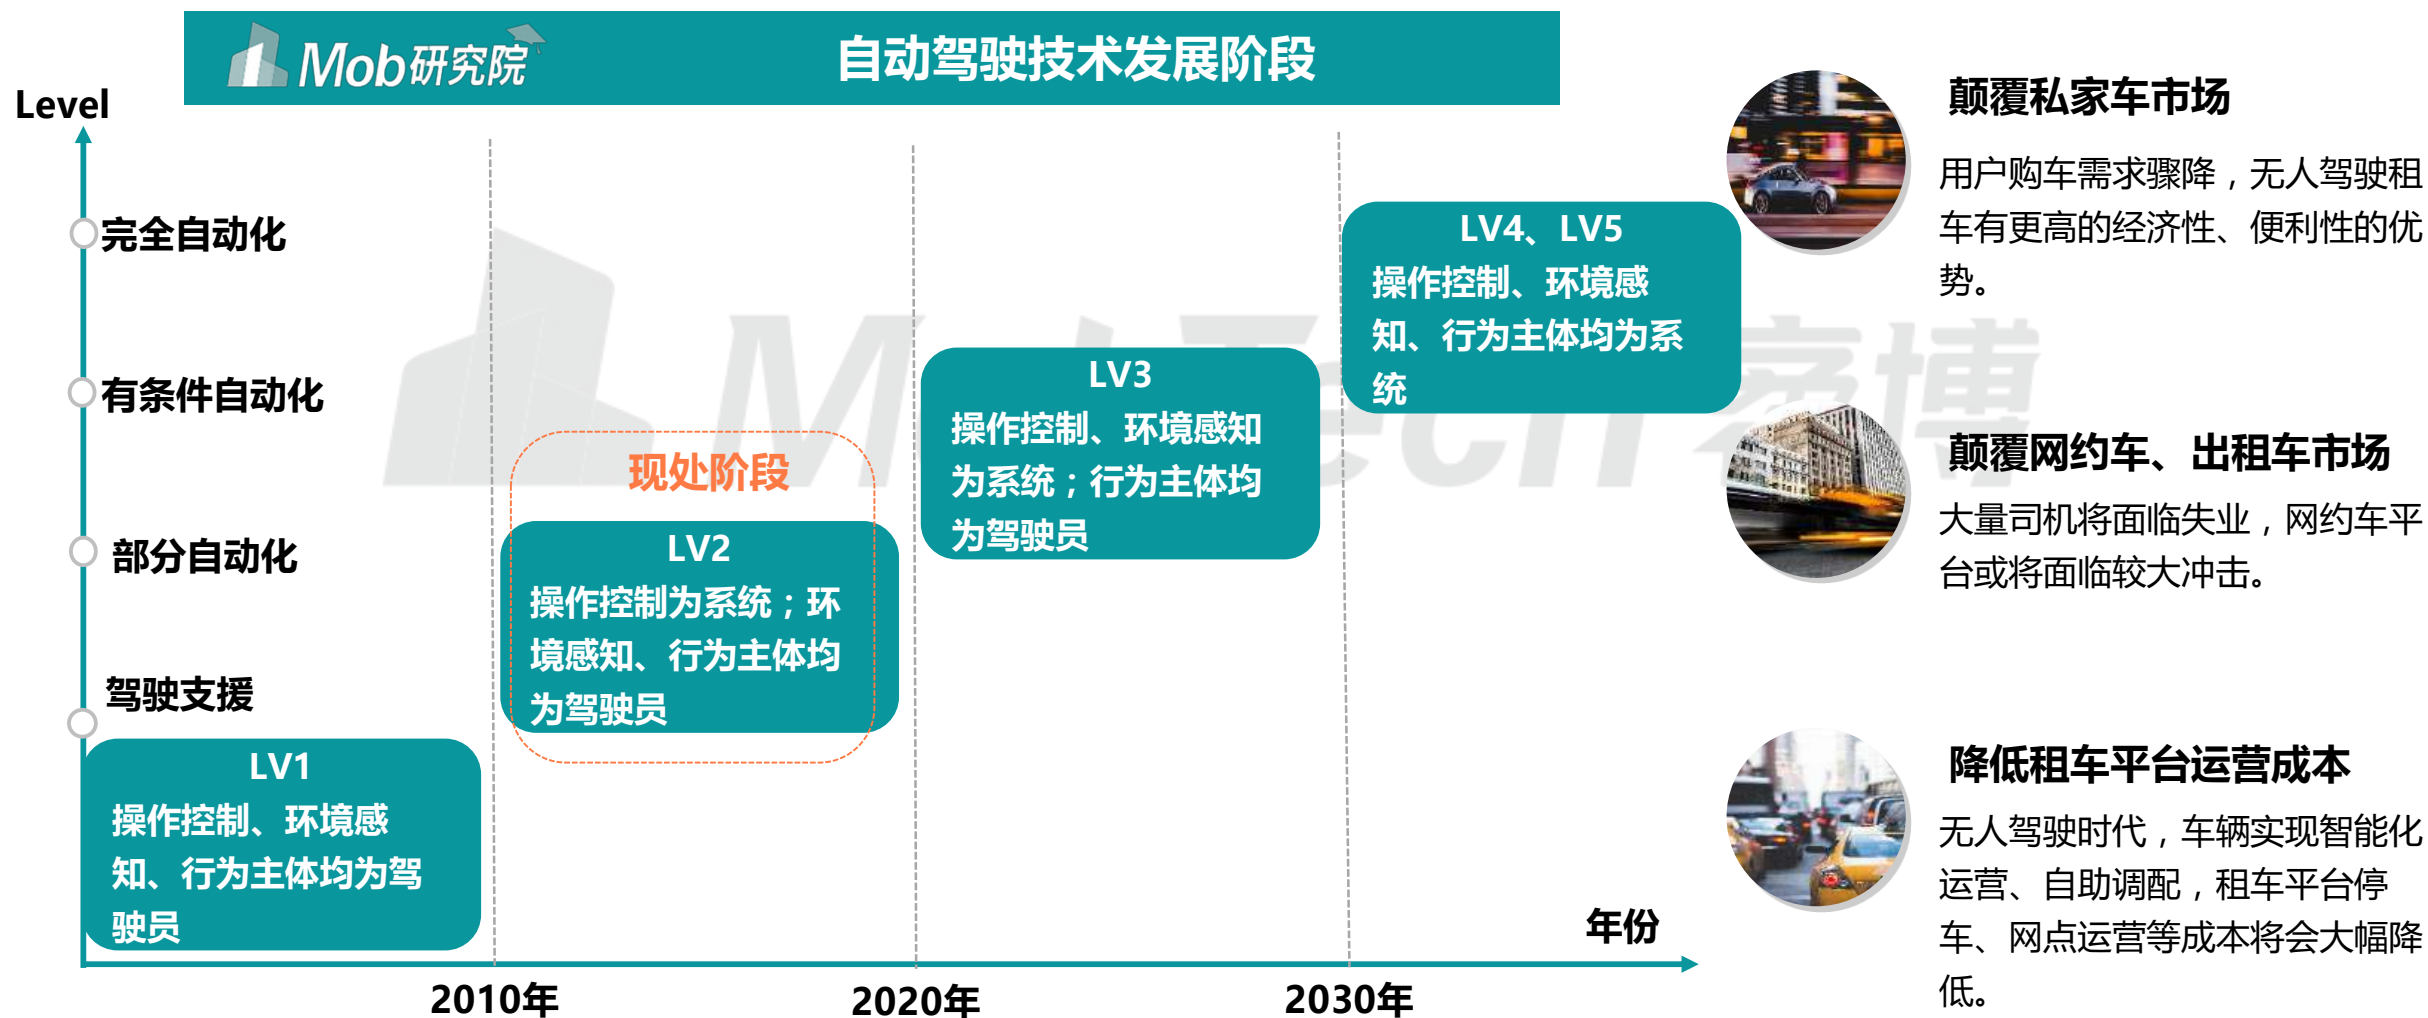 Mob研究院
自动驾驶技术发展阶段
Level
完全自动化
有条件自动化
部分自动化
驾驶支援
LV1
操作控制、环境感
知、行为主体均为驾
驶员
现处阶段
LV2
操作控制为系统；环
境感知、行为主体均
为驾驶员
LV3
操作控制、环境感知
为系统；行为主体均
为驾驶员
LV4、LV5
操作控制、环境感
知、行为主体均为系
统
年份
2010年
2020年
2030年
颠覆私家车市场
用户购车需求骤降，无人驾驶租
车有更高的经济性、便利性的优
势。
颠覆网约车、出租车市场
大量司机将面临失业，网约车平
台或将面临较大冲击。
降低租车平台运营成本
无人驾驶时代，车辆实现智能化
运营、自助调配，租车平台停
车、网点运营等成本将会大幅降
低。